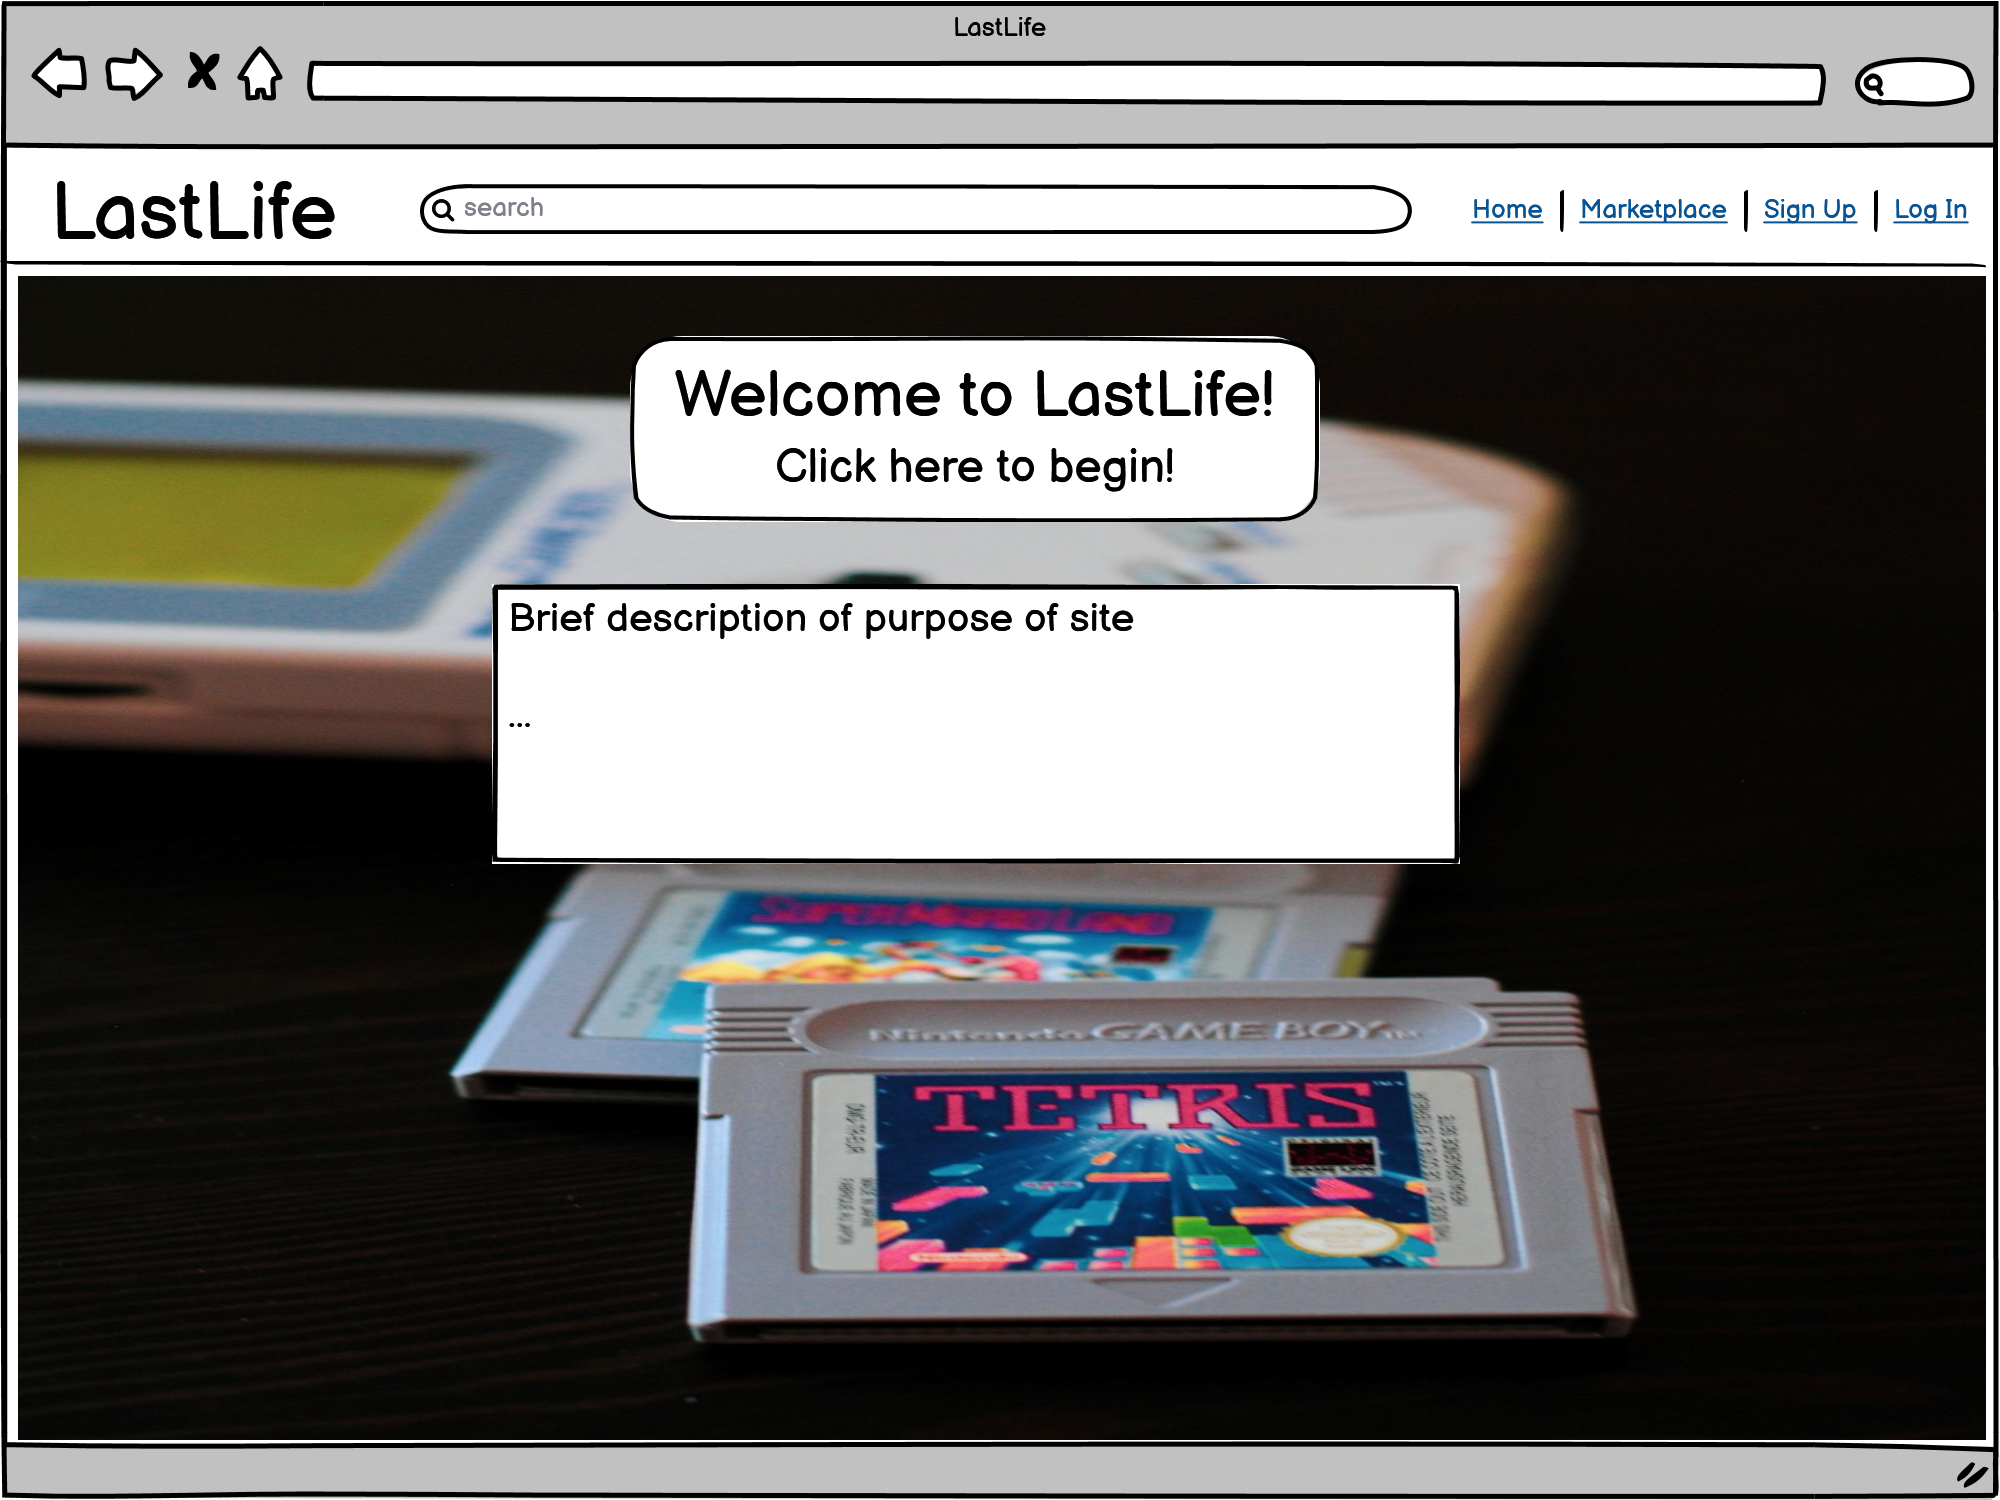 LastLife
LastLife
search
Home
Marketplace
Sign Up
Log In
Welcome to LastLife!
Click here to begin!
Brief description of purpose of site
...
SUPER MARIO LAND
Nintendo GAME BOY
TETRIS